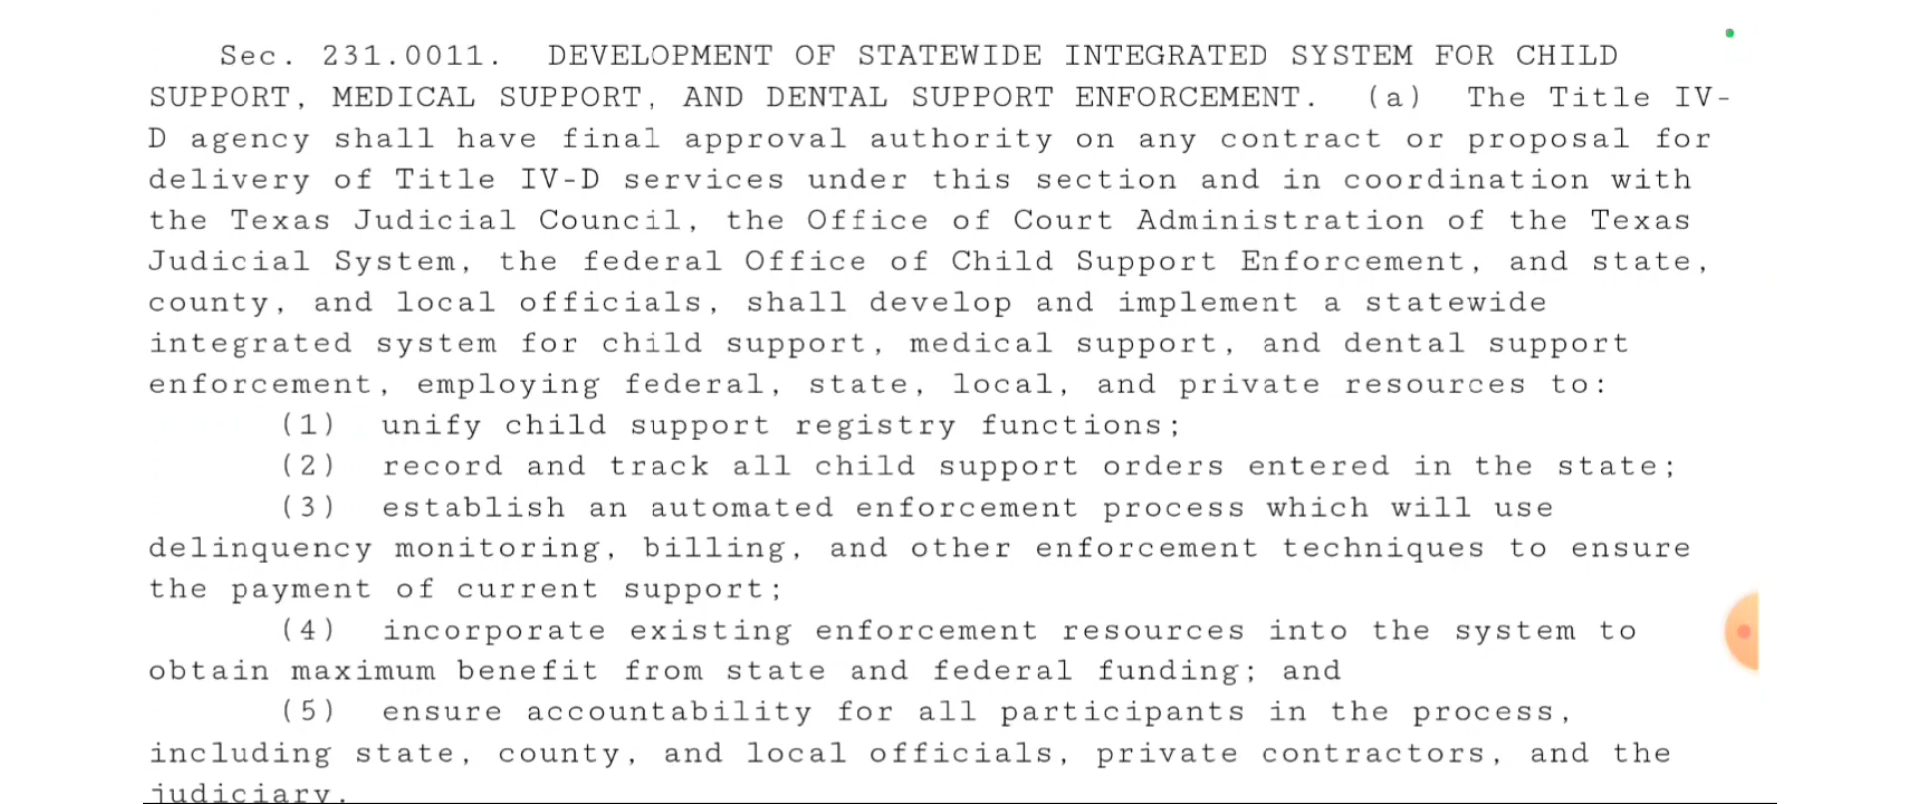 Sec. 231.0011. DEVELOPMENT OF STATEWIDE INTEGRATED SYSTEM FOR CHILD
SUPPORT, MEDICAL SUPPORT, AND DENTAL SUPPORT ENFORCEMENT. (a) The Title IV-
D agency shall have final approval authority on any contract or proposal for
delivery of Title IV-D services under this section and in coordination with
the Texas Judicial Council, the Office of Court Administration of the Texas
Judicial System, the federal Office of Child Support Enforcement, and state,
county, and local officials, shall develop and implement a statewide
integrated system for child support, medical support, and dental support
enforcement, employing federal, state, local, and private resources to:
(1) unify child support registry functions;
(2) record and track all child support orders entered in the state;
(3) establish an automated enforcement process which will use
delinquency monitoring, billing, and other enforcement techniques to ensure
the payment of current support;
(4) incorporate existing enforcement resources into the system to
obtain maximum benefit from state and federal funding; and
(5) ensure accountability for all participants in the process,
including state, county, and local officials, private contractors, and the
judiciary.